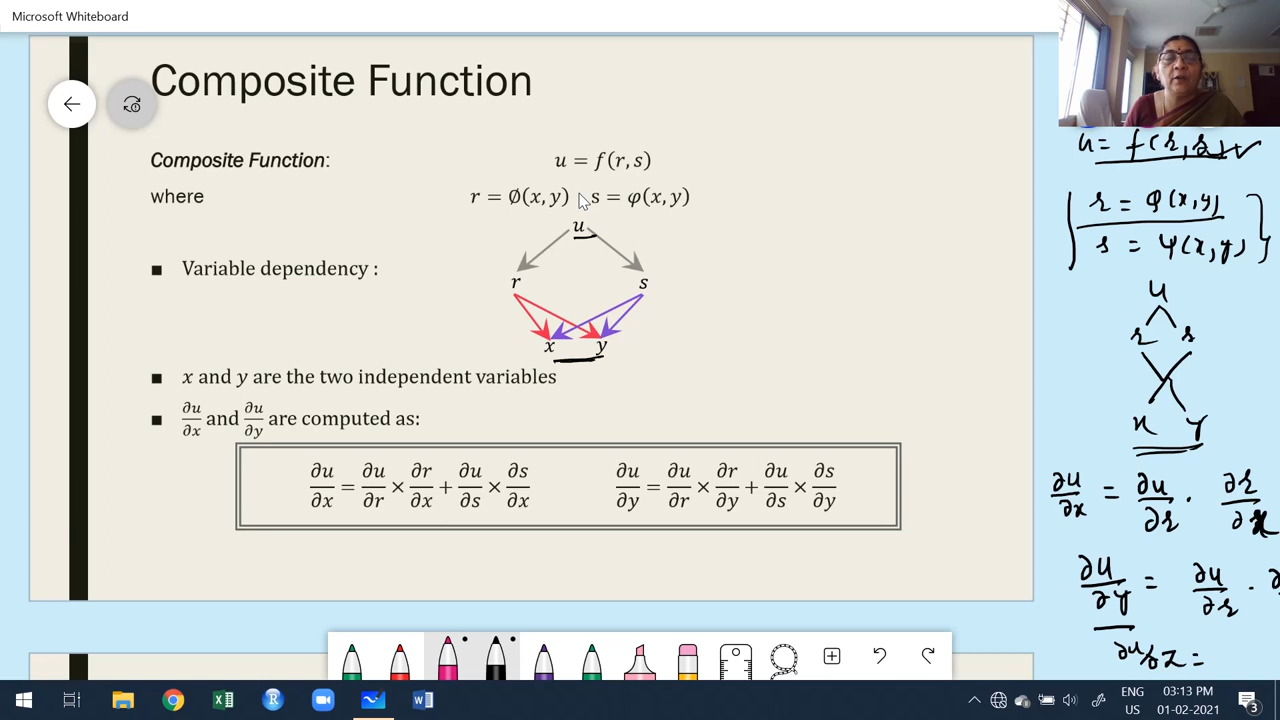 Microsoft Whiteboard
Composite Function
Composite Function: u = f(r, s)
where r = Ø(x, y) s = φ(x, y)
u
■ Variable dependency :
r s
x y
■ x and y are the two independent variables
■ ∂u/∂x and ∂u/∂y are computed as:
∂u/∂x = ∂u/∂r × ∂r/∂x + ∂u/∂s × ∂s/∂x ∂u/∂y = ∂u/∂r × ∂r/∂y + ∂u/∂s × ∂s/∂y
u = f(r, s)
r = φ(x, y)
s = ψ(x, y)
u
r s
x y
∂u/∂x = ∂u/∂r · ∂r/∂x
∂u/∂y = ∂u/∂r ·
∂u/∂z =
ENG
US
03:13 PM
01-02-2021
3